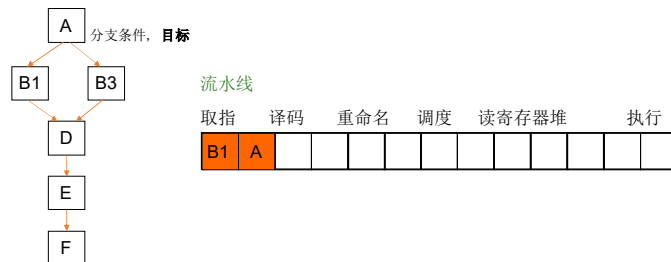 A
分支条件，目标
B1 B3
D
E
F
流水线
取指 译码 重命名 调度 读寄存器堆 执行
B1 A